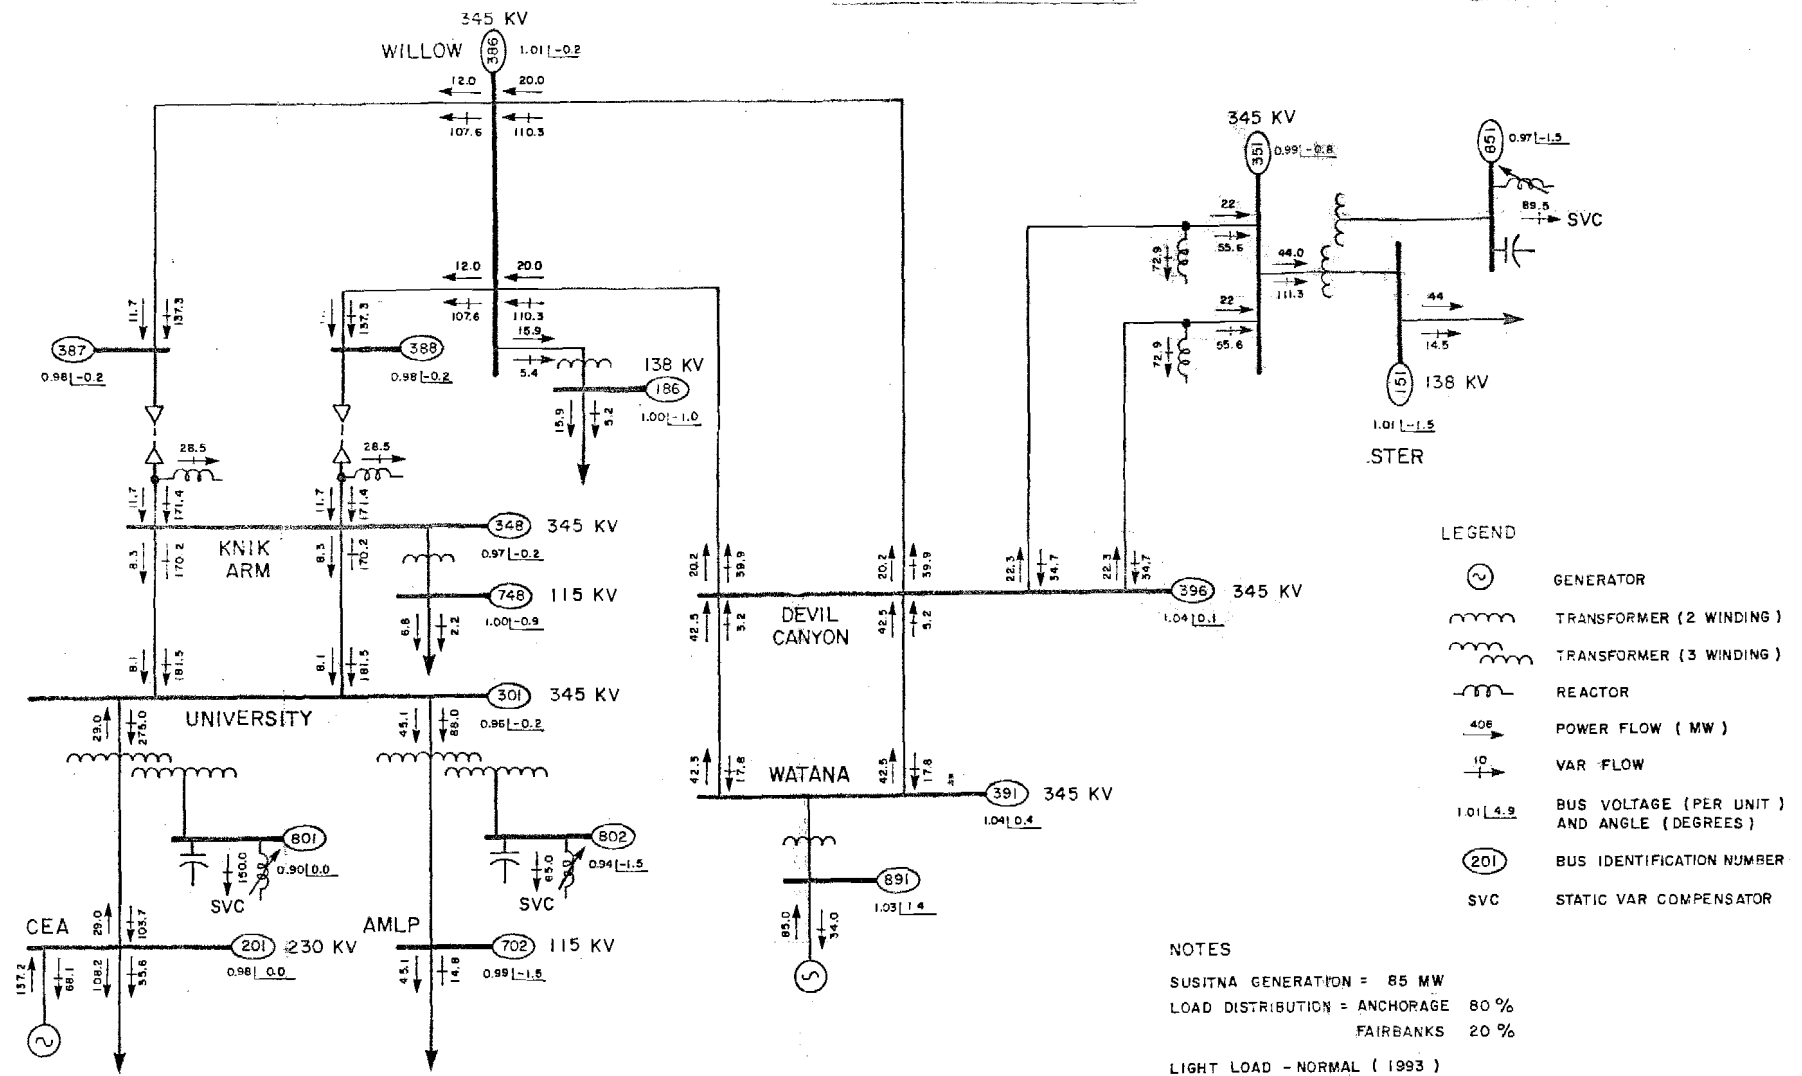 345 KV
WILLOW
386
1.01 -0.2
12.0
20.0
107.6
110.3
12.0
20.0
107.6
110.3
15.9
5.4
138 KV
186
1.00 -1.0
15.9
5.2
11.7
137.3
137.3
387
0.98 -0.2
388
0.98 -0.2
28.5
28.5
11.7
171.4
11.7
171.4
348
345 KV
0.97 -0.2
KNIK
ARM
8.3
170.2
8.3
170.2
748
115 KV
1.00 -0.9
6.8
2.2
8.1
181.5
8.1
181.5
301
345 KV
0.96 -0.2
UNIVERSITY
29.0
275.0
45.1
88.0
801
0.90 0.0
150.0
SVC
802
0.94 -1.5
85.0
SVC
CEA
29.0
103.7
201
230 KV
0.98 0.0
137.2
68.1
108.2
35.6
AMLP
702
115 KV
0.99 -1.5
45.1
14.8
20.2
39.9
20.2
39.9
22.3
34.7
22.3
34.7
396
345 KV
1.04 0.1
DEVIL
CANYON
42.5
5.2
42.5
5.2
42.5
17.8
42.5
17.8
WATANA
391
345 KV
1.04 0.4
891
1.03 1.4
85.0
34.0
345 KV
351
0.99 -0.8
22
55.6
72.9
22
55.6
72.9
44.0
111.3
851
0.97 -1.5
89.5
SVC
44
14.5
151
138 KV
1.01 -1.5
STER
LEGEND
GENERATOR
TRANSFORMER (2 WINDING)
TRANSFORMER (3 WINDING)
REACTOR
406
POWER FLOW (MW)
10
VAR FLOW
1.01 4.9
BUS VOLTAGE (PER UNIT)
AND ANGLE (DEGREES)
201
BUS IDENTIFICATION NUMBER
SVC
STATIC VAR COMPENSATOR
NOTES
SUSITNA GENERATION = 85 MW
LOAD DISTRIBUTION = ANCHORAGE 80 %
FAIRBANKS 20 %
LIGHT LOAD - NORMAL (1993)